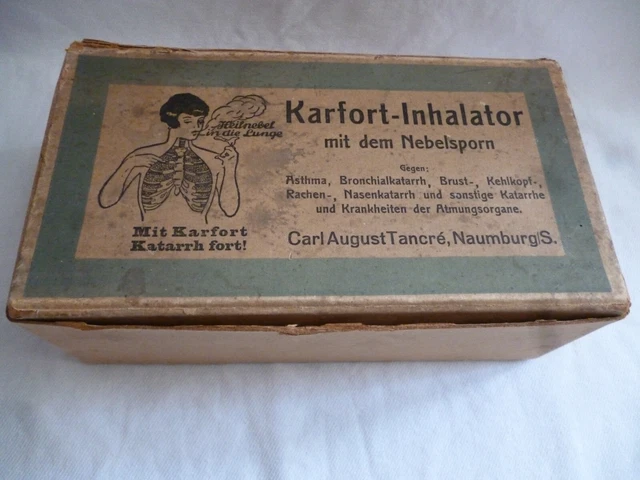 Heilnebel
in die Lunge
Mit Karfort
Katarrh fort!
Karfort-Inhalator
mit dem Nebelsporn
Gegen:
Asthma, Bronchialkatarrh, Brust-, Kehlkopf-,
Rachen-, Nasenkatarrh und sonstige Katarrhe
und Krankheiten der Atmungsorgane.
Carl August Tancré, Naumburg/S.